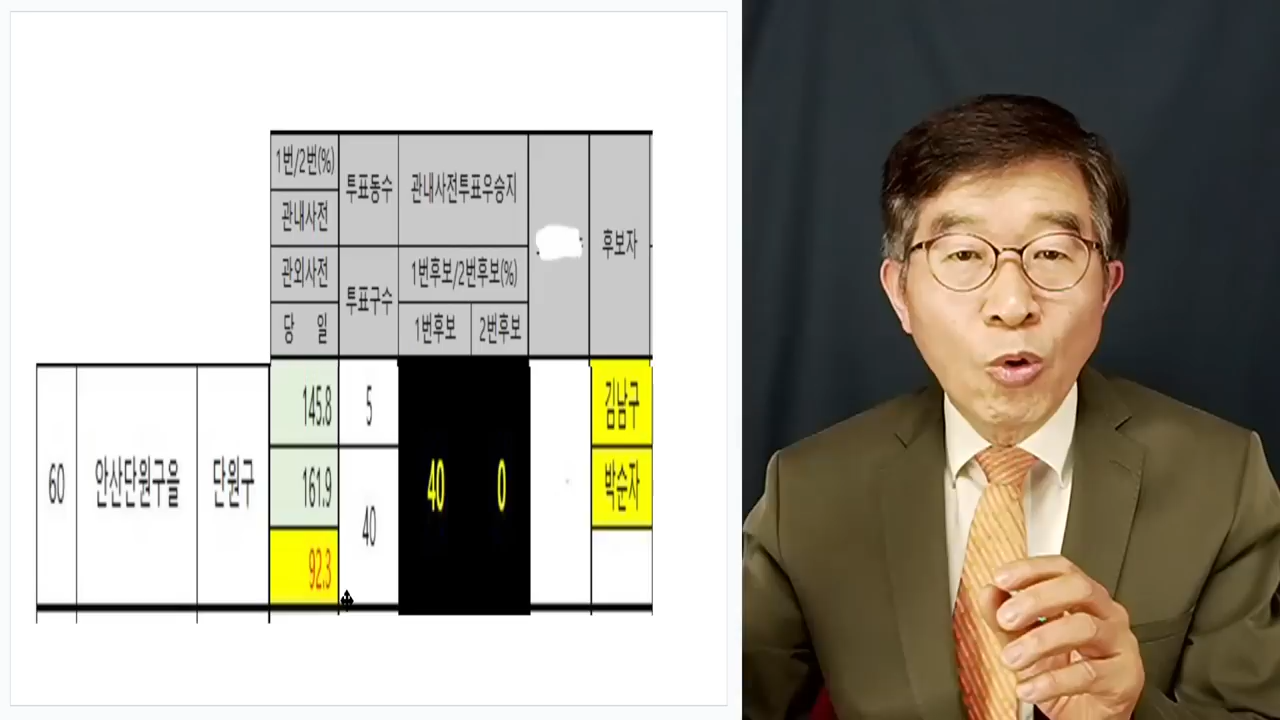 1번/2번(%)
관내사전
관외사전
당 일
투표동수
투표구수
관내사전투표우승지
1번후보/2번후보(%)
1번후보 2번후보
후보자
60 안산단원구을 단원구
145.8
161.9
92.3
5
40
40 0
김남구
박순자